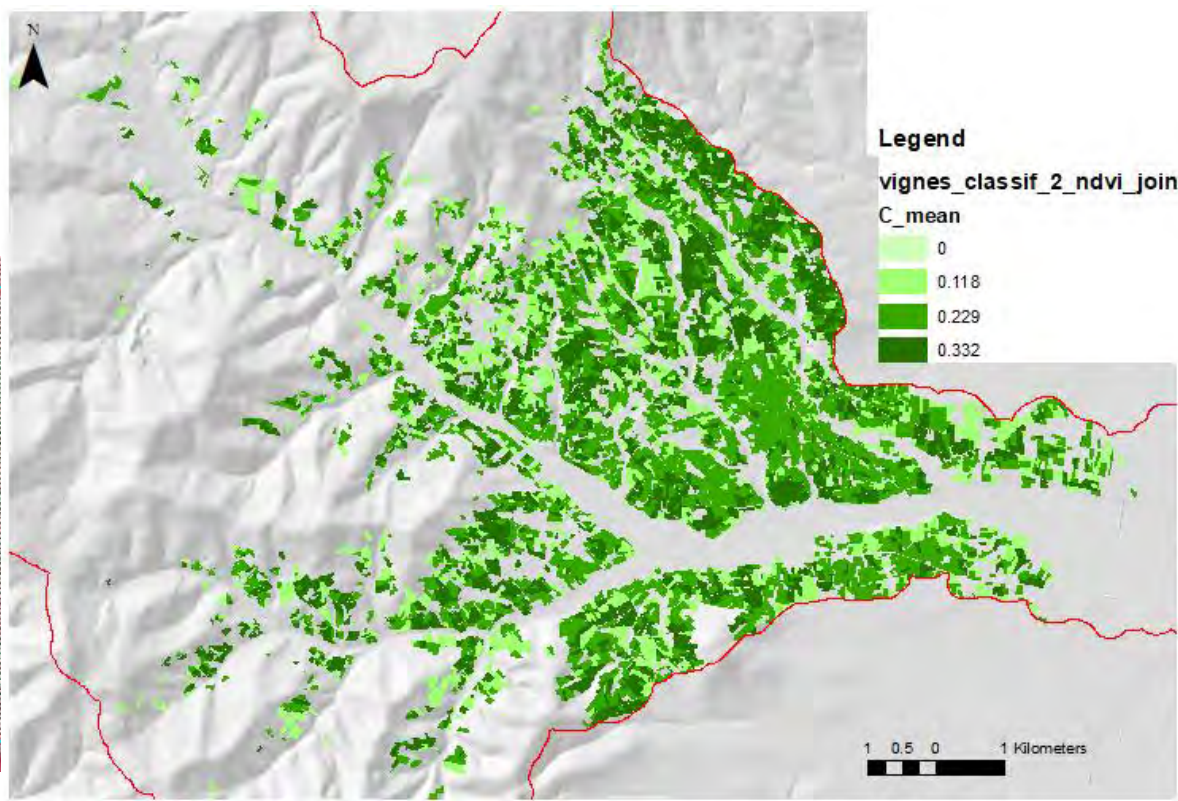 N
Legend
vignes_classif_2_ndvi_join
C_mean
0
0.118
0.229
0.332
1 0.5 0 1 Kilometers